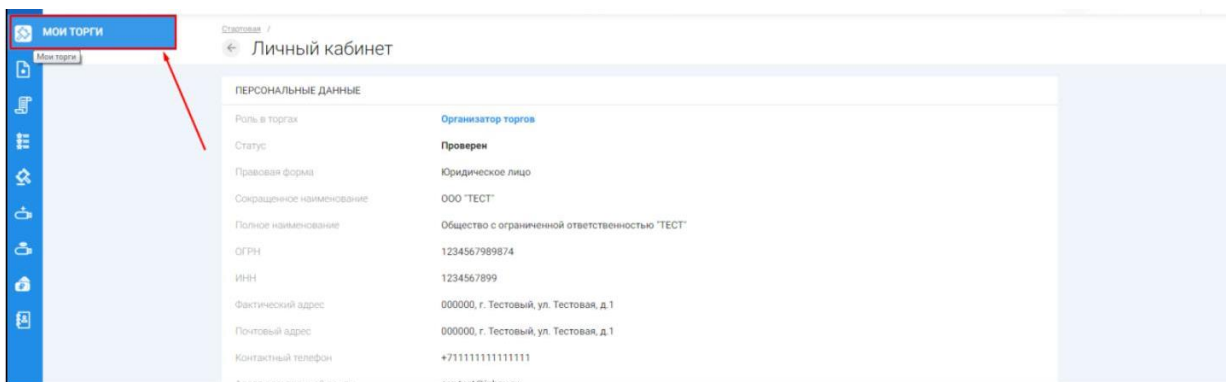 МОИ ТОРГИ
Мои торги
Стартовая /
Личный кабинет
ПЕРСОНАЛЬНЫЕ ДАННЫЕ
Роль в торгах Организатор торгов
Статус Проверен
Правовая форма Юридическое лицо
Сокращенное наименование ООО "ТЕСТ"
Полное наименование Общество с ограниченной ответственностью "ТЕСТ"
ОГРН 1234567989874
ИНН 1234567899
Фактический адрес 000000, г. Тестовый, ул. Тестовая, д.1
Почтовый адрес 000000, г. Тестовый, ул. Тестовая, д.1
Контактный телефон +711111111111111